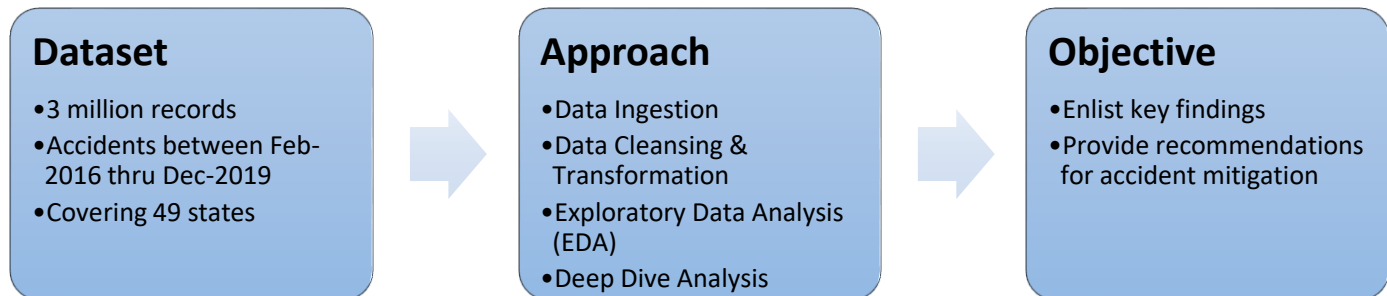 Dataset
•3 million records
•Accidents between Feb-
2016 thru Dec-2019
•Covering 49 states
Approach
•Data Ingestion
•Data Cleansing &
Transformation
•Exploratory Data Analysis
(EDA)
•Deep Dive Analysis
Objective
•Enlist key findings
•Provide recommendations
for accident mitigation